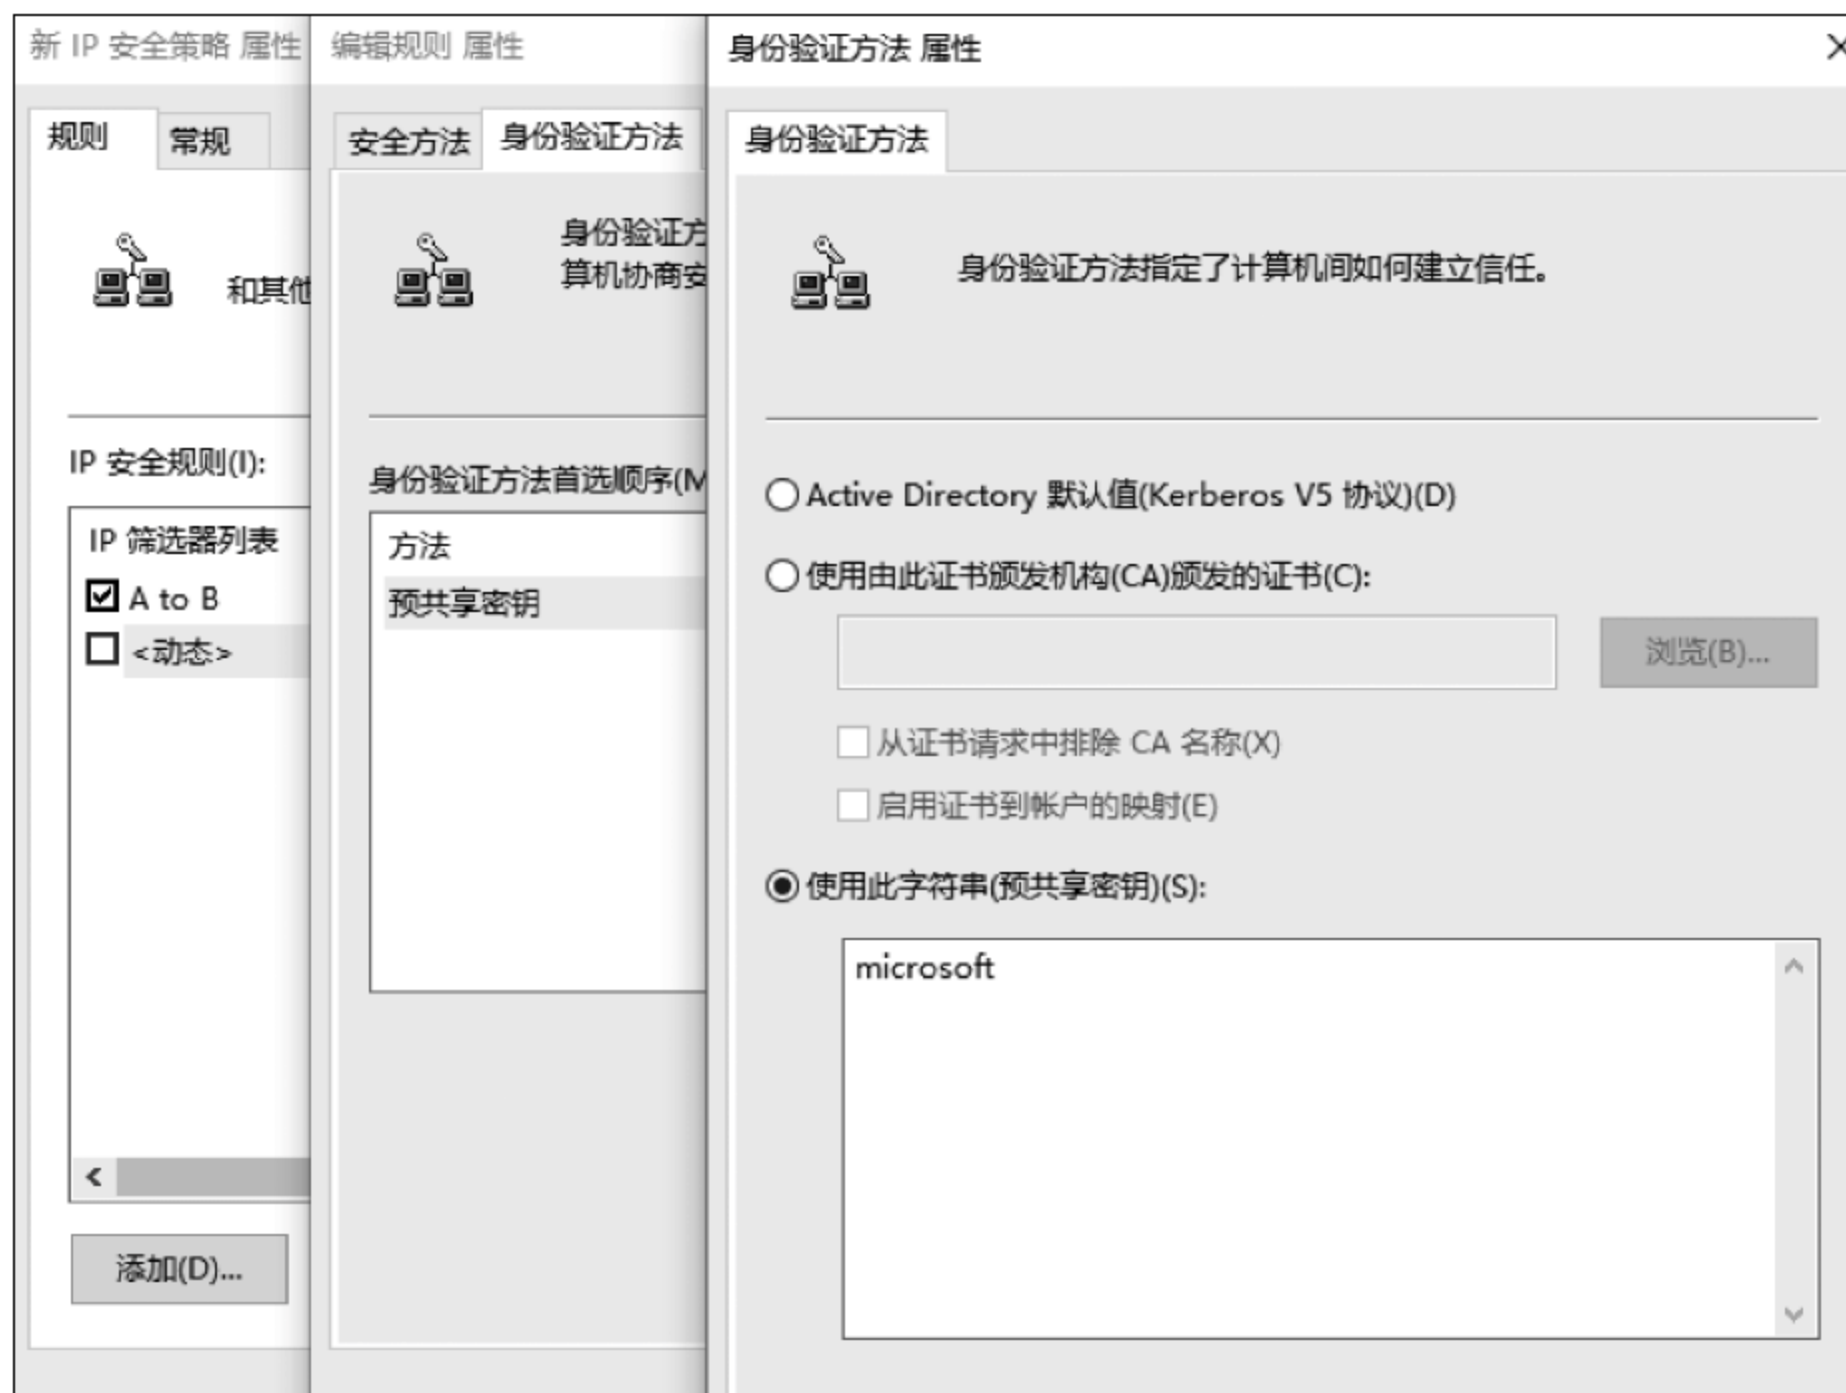 新 IP 安全策略 属性
规则
常规
和其他
IP 安全规则(I):
IP 筛选器列表
A to B
<动态>
添加(D)...
编辑规则 属性
安全方法
身份验证方法
身份验证方
算机协商安
身份验证方法首选顺序(M
方法
预共享密钥
身份验证方法 属性
身份验证方法
身份验证方法指定了计算机间如何建立信任。
Active Directory 默认值(Kerberos V5 协议)(D)
使用由此证书颁发机构(CA)颁发的证书(C):
浏览(B)...
从证书请求中排除 CA 名称(X)
启用证书到帐户的映射(E)
使用此字符串(预共享密钥)(S):
microsoft